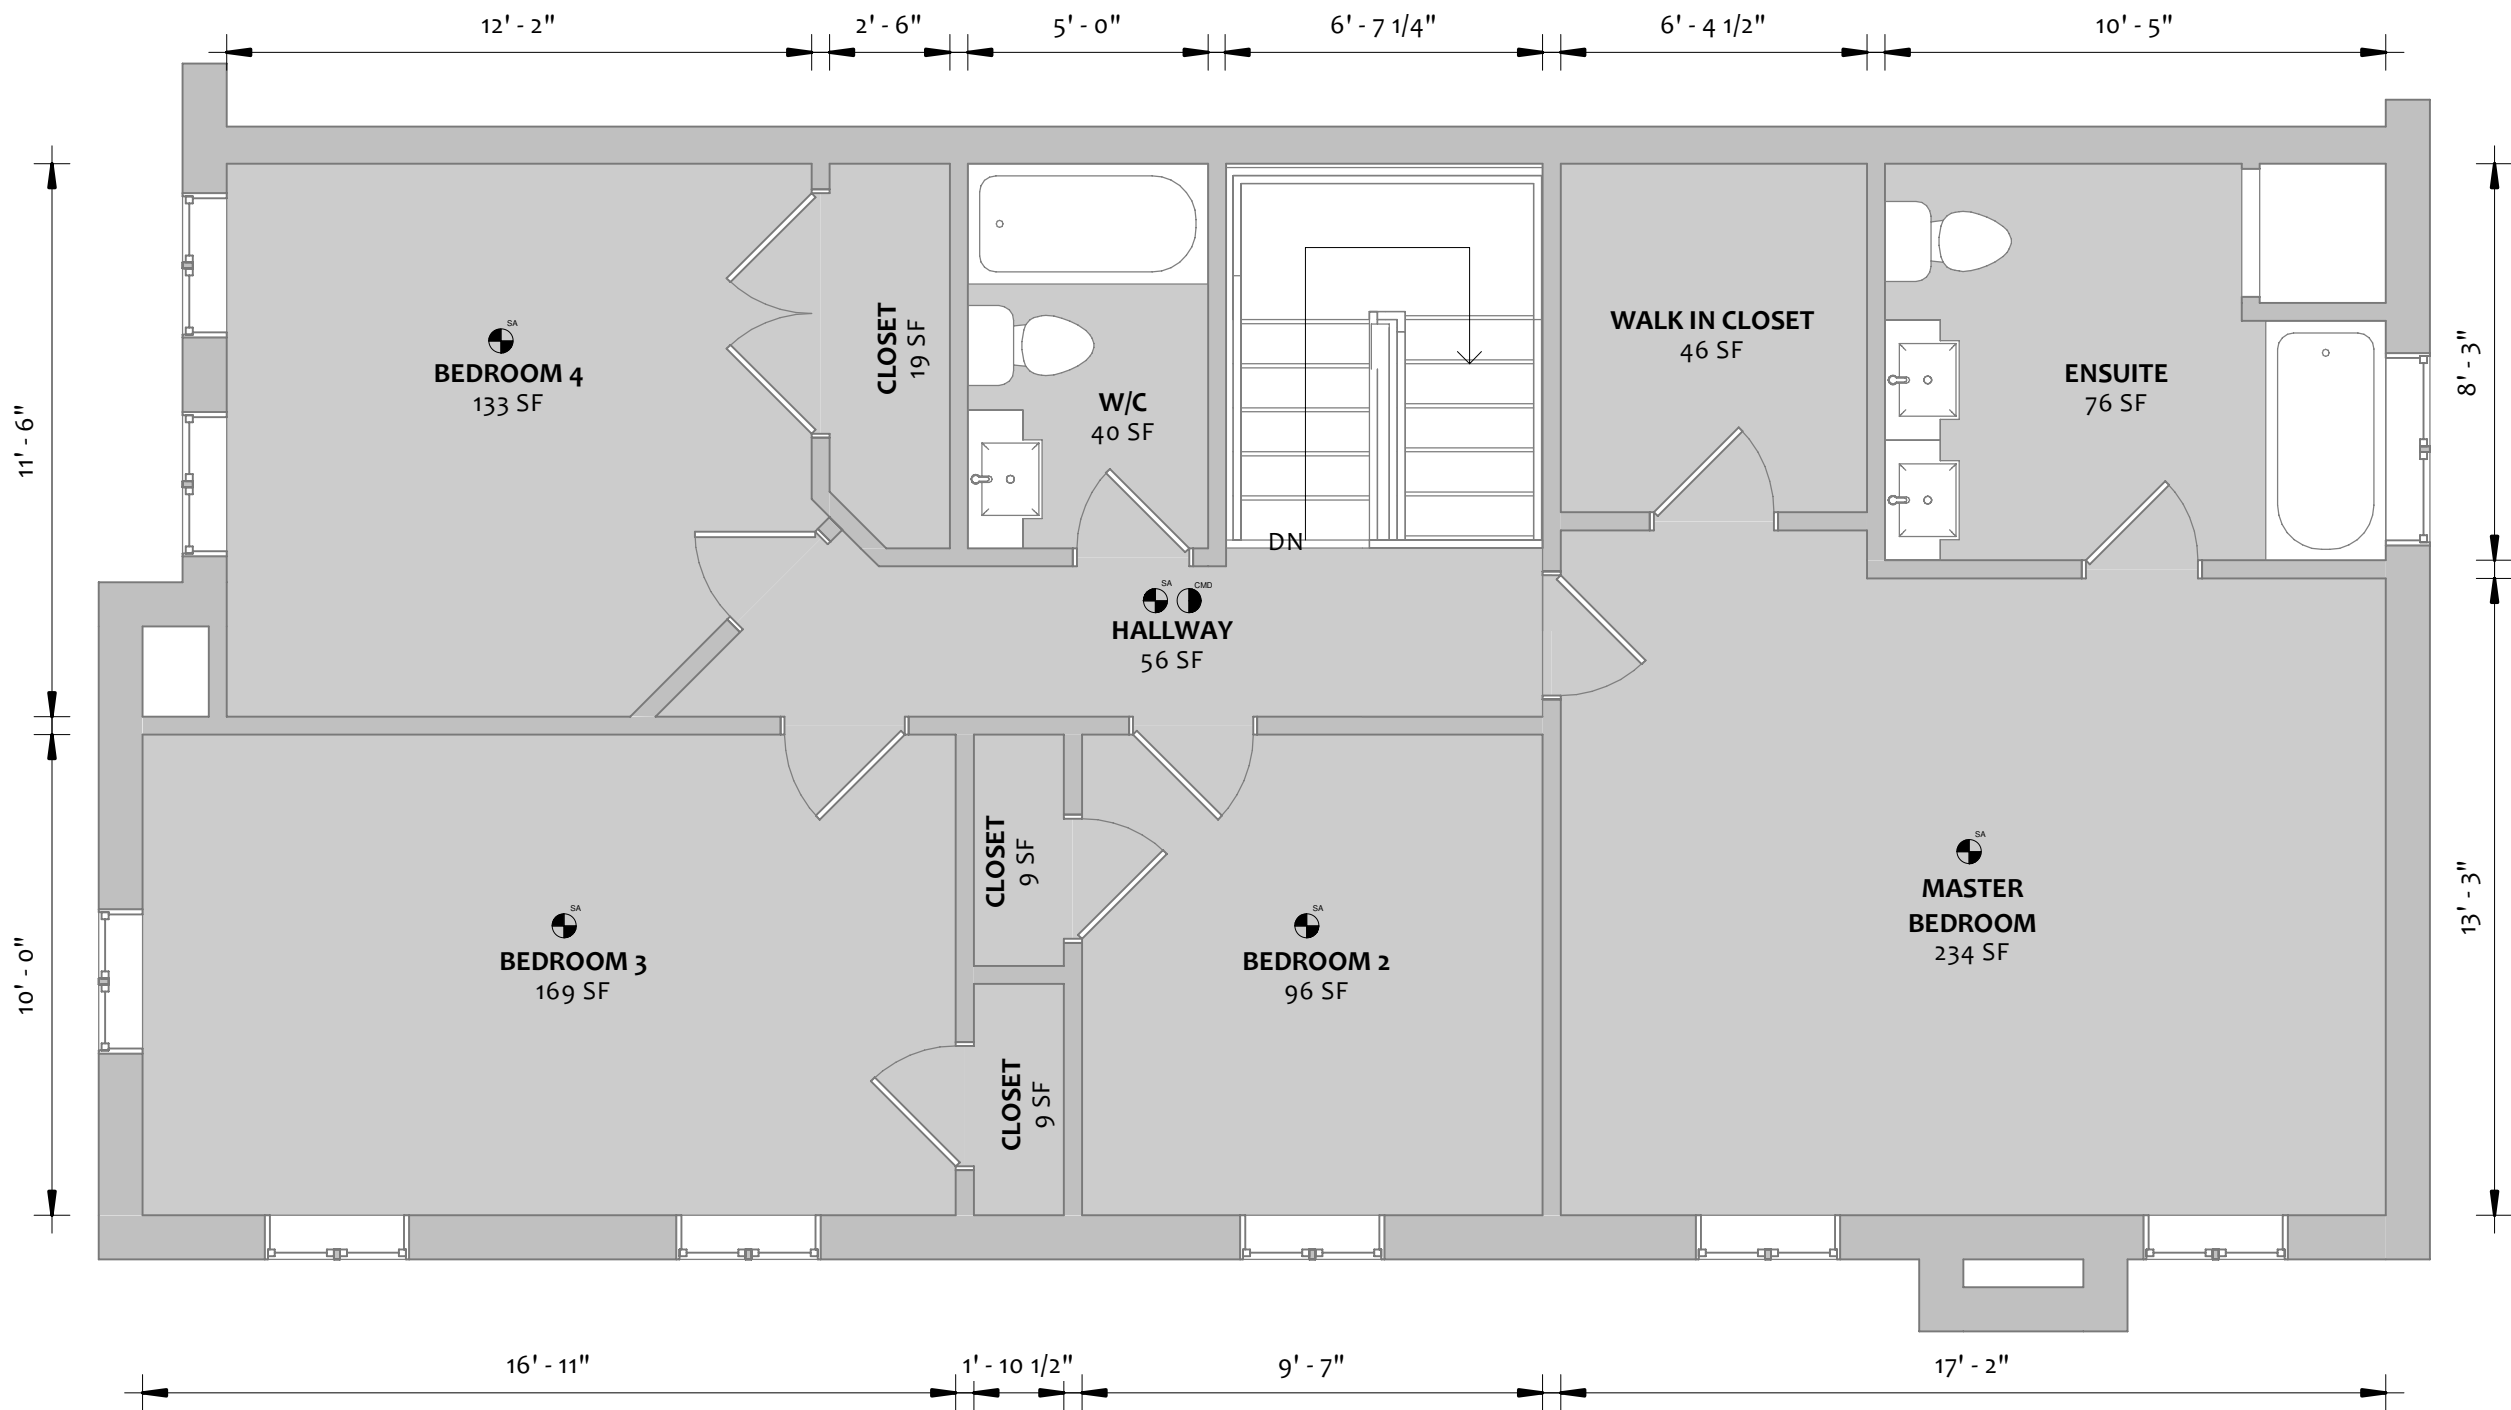 12' - 2"
2' - 6"
5' - 0"
6' - 7 1/4"
6' - 4 1/2"
10' - 5"
11' - 6"
10' - 0"
SA
BEDROOM 4
133 SF
CLOSET
19 SF
W/C
40 SF
DN
WALK IN CLOSET
46 SF
ENSUITE
76 SF
8' - 3"
SA
CMD
HALLWAY
56 SF
SA
BEDROOM 3
169 SF
CLOSET
9 SF
CLOSET
9 SF
SA
BEDROOM 2
96 SF
SA
MASTER
BEDROOM
234 SF
13' - 3"
16' - 11"
1' - 10 1/2"
9' - 7"
17' - 2"